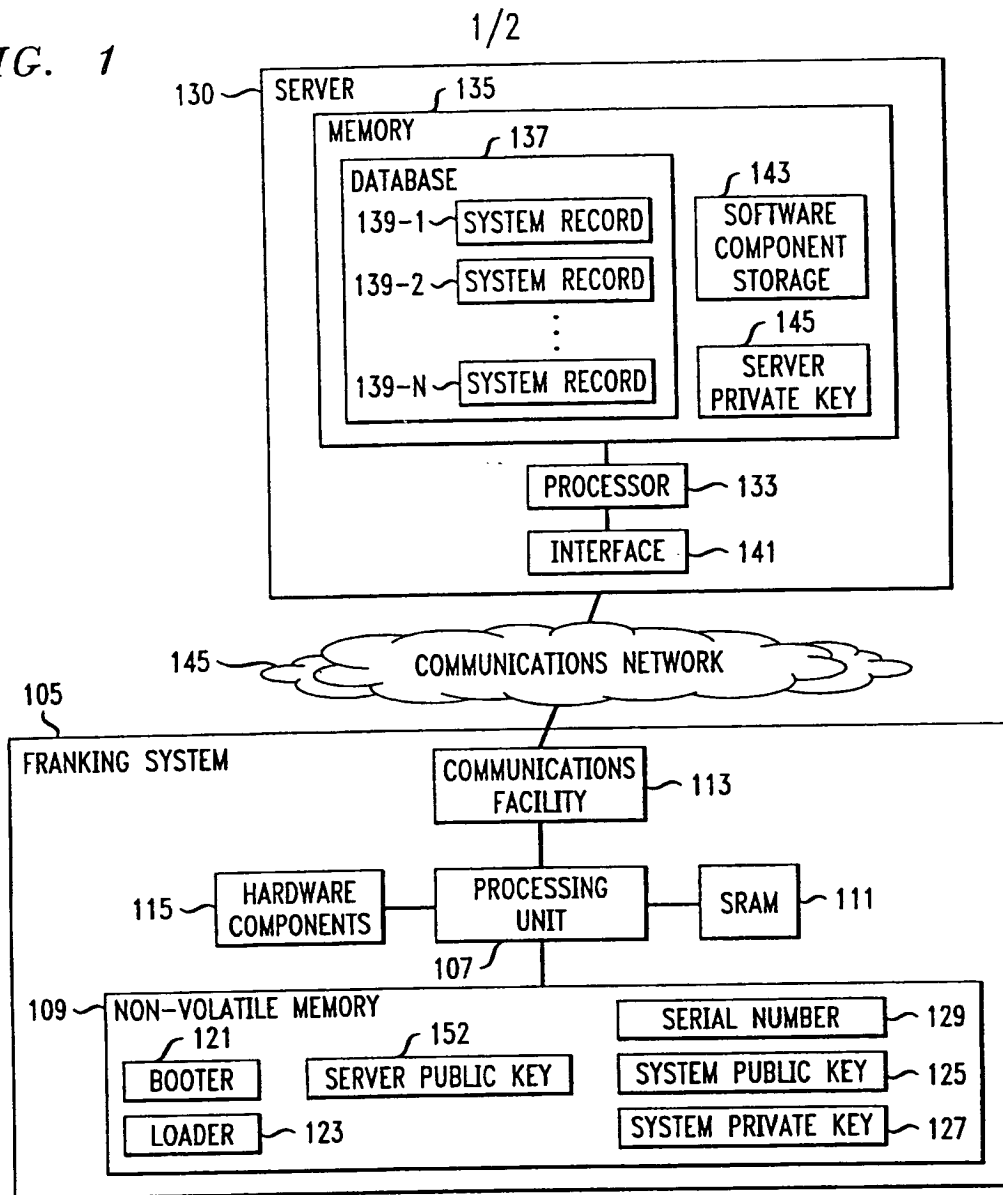 1/2
IG. 1
130 SERVER
135
MEMORY
137
DATABASE
139-1 SYSTEM RECORD
139-2 SYSTEM RECORD
139-N SYSTEM RECORD
143
SOFTWARE
COMPONENT
STORAGE
145
SERVER
PRIVATE KEY
PROCESSOR 133
INTERFACE 141
145 COMMUNICATIONS NETWORK
105
FRANKING SYSTEM
COMMUNICATIONS
FACILITY
113
115 HARDWARE
COMPONENTS
PROCESSING
UNIT
107
SRAM 111
109 NON-VOLATILE MEMORY
121
BOOTER
LOADER 123
152
SERVER PUBLIC KEY
SERIAL NUMBER 129
SYSTEM PUBLIC KEY 125
SYSTEM PRIVATE KEY 127